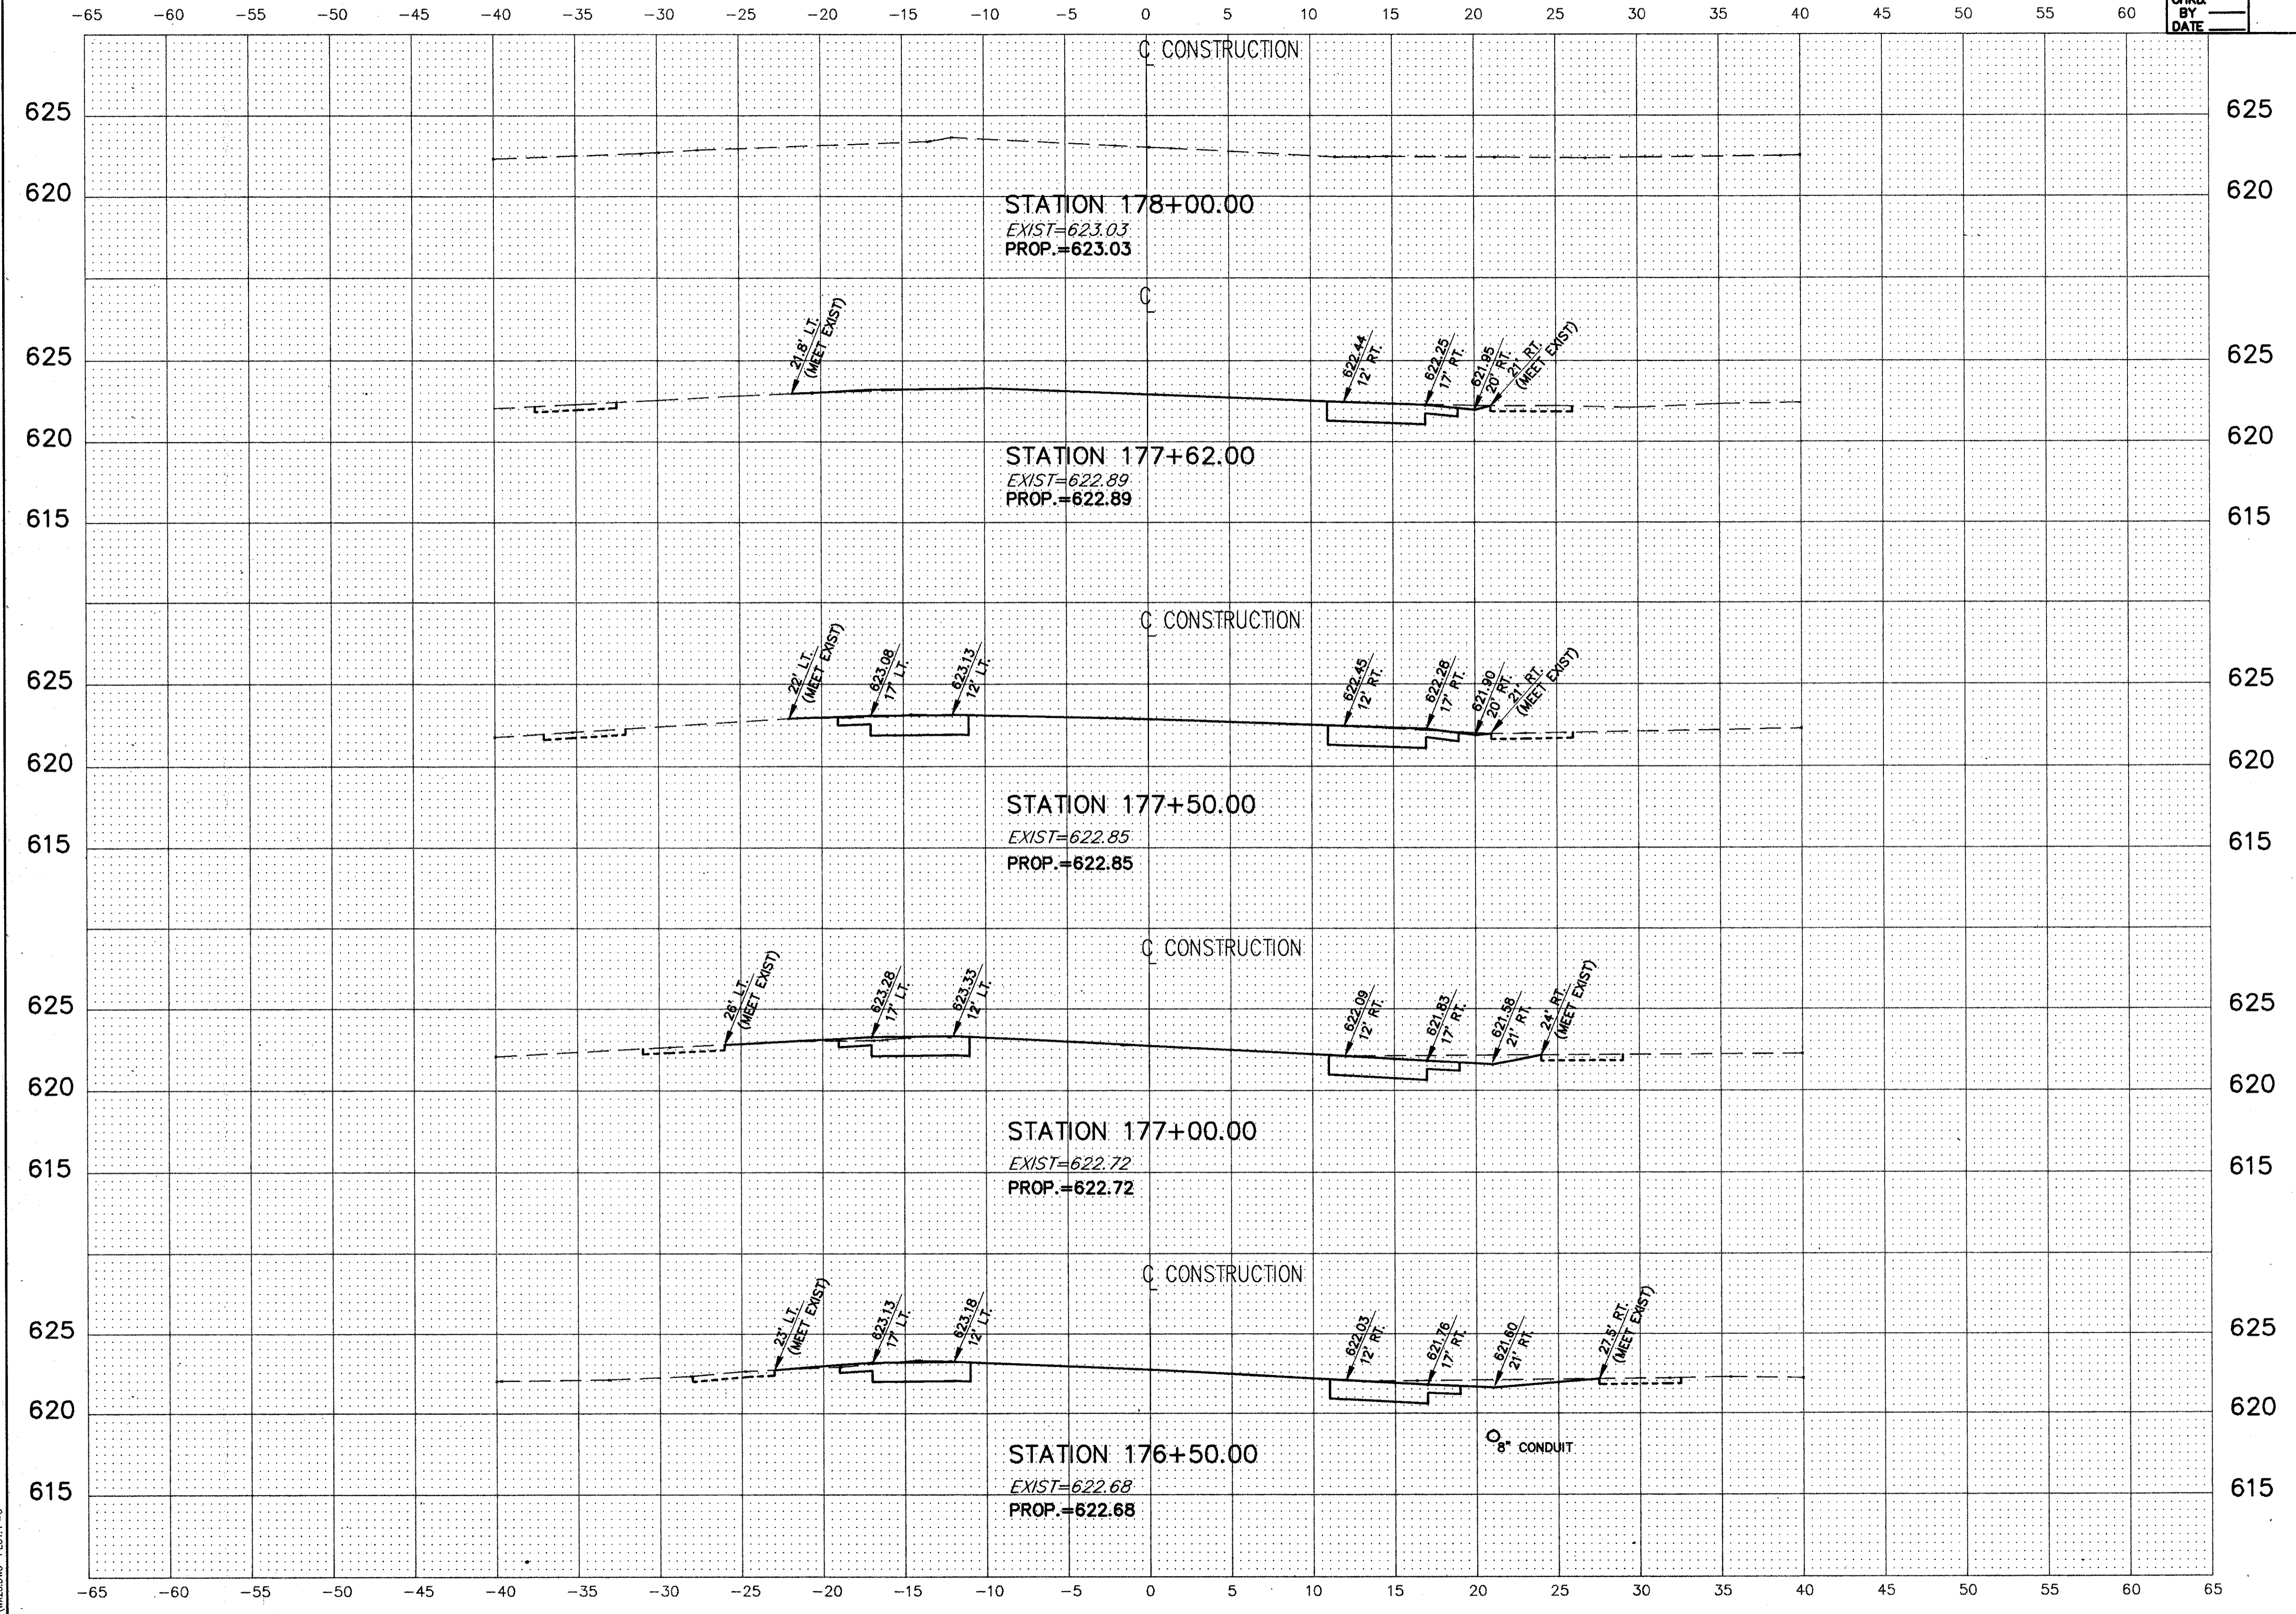 -65 -60 -55 -50 -45 -40 -35 -30 -25 -20 -15 -10 -5 0 5 10 15 20 25 30 35 40 45 50 55 60
BY
DATE
C CONSTRUCTION
625 625
620 620
STATION 178+00.00
EXIST=623.03
PROP.=623.03
C
21.8' LT.
(MEET EXIST)
622.44
12' RT.
622.25
17' RT.
621.95
20' RT.
21' RT.
(MEET EXIST)
625 625
620 620
STATION 177+62.00
EXIST=622.89
PROP.=622.89
615 615
C CONSTRUCTION
22' LT.
(MEET EXIST)
623.08
17' LT.
623.13
12' LT.
622.45
12' RT.
622.28
17' RT.
621.90
20' RT.
21' RT.
(MEET EXIST)
625 625
620 620
STATION 177+50.00
EXIST=622.85
PROP.=622.85
615 615
C CONSTRUCTION
26' LT.
(MEET EXIST)
623.28
17' LT.
623.33
12' LT.
622.09
12' RT.
621.83
17' RT.
621.58
21' RT.
24' RT.
(MEET EXIST)
625 625
620 620
STATION 177+00.00
EXIST=622.72
PROP.=622.72
615 615
C CONSTRUCTION
23' LT.
(MEET EXIST)
623.13
17' LT.
623.18
12' LT.
622.03
12' RT.
621.76
17' RT.
621.60
21' RT.
27.5' RT.
(MEET EXIST)
625 625
620 620
8" CONDUIT
STATION 176+50.00
EXIST=622.68
PROP.=622.68
615 615
-65 -60 -55 -50 -45 -40 -35 -30 -25 -20 -15 -10 -5 0 5 10 15 20 25 30 35 40 45 50 55 60 65